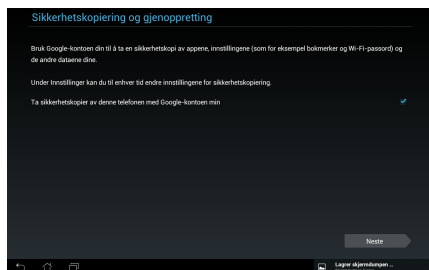 Sikkerhetskopiering og gjenoppretting
Bruk Google-kontoen din til å ta en sikkerhetskopi av appene, innstillingene (som for eksempel bokmerker og Wi-Fi-passord) og
de andre dataene dine.
Under Innstillinger kan du til enhver tid endre innstillingene for sikkerhetskopiering.
Ta sikkerhetskopier av denne telefonen med Google-kontoen min
Neste
Lagrer skjermdumpen ...